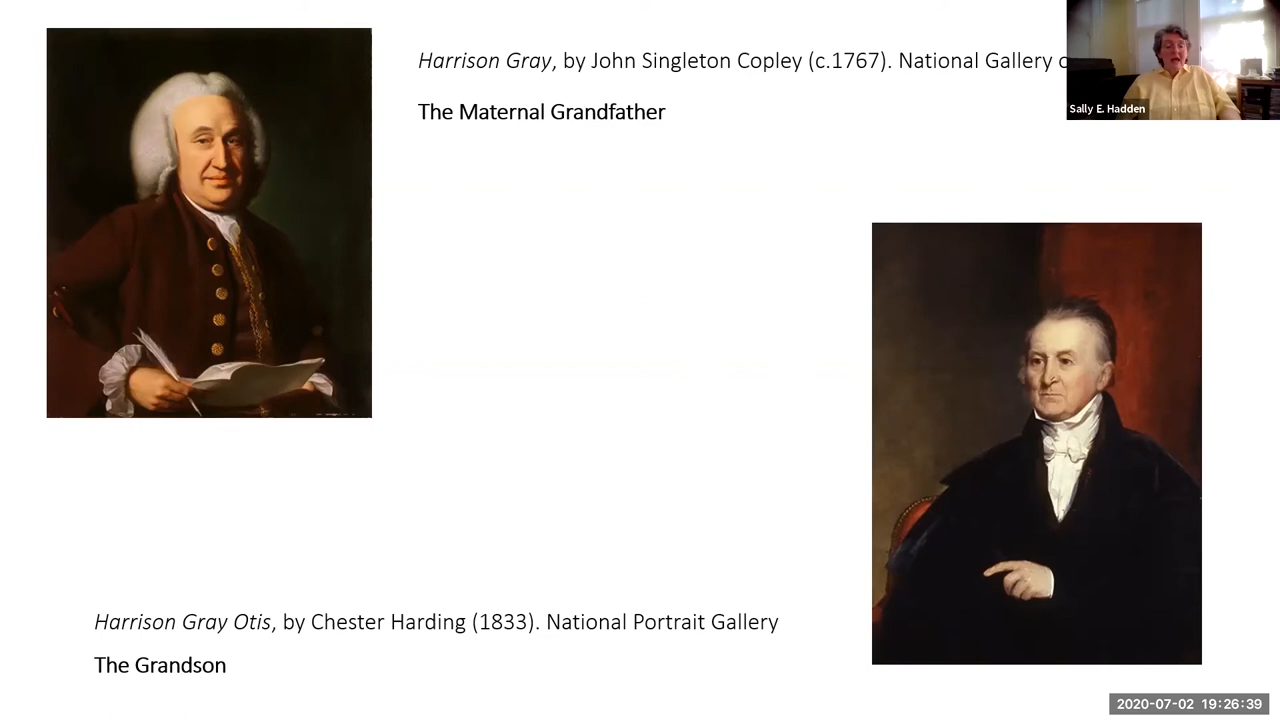 Harrison Gray, by John Singleton Copley (c.1767). National Gallery
Sally E. Hadden
The Maternal Grandfather
Harrison Gray Otis, by Chester Harding (1833). National Portrait Gallery
The Grandson
2020-07-02 19:26:39